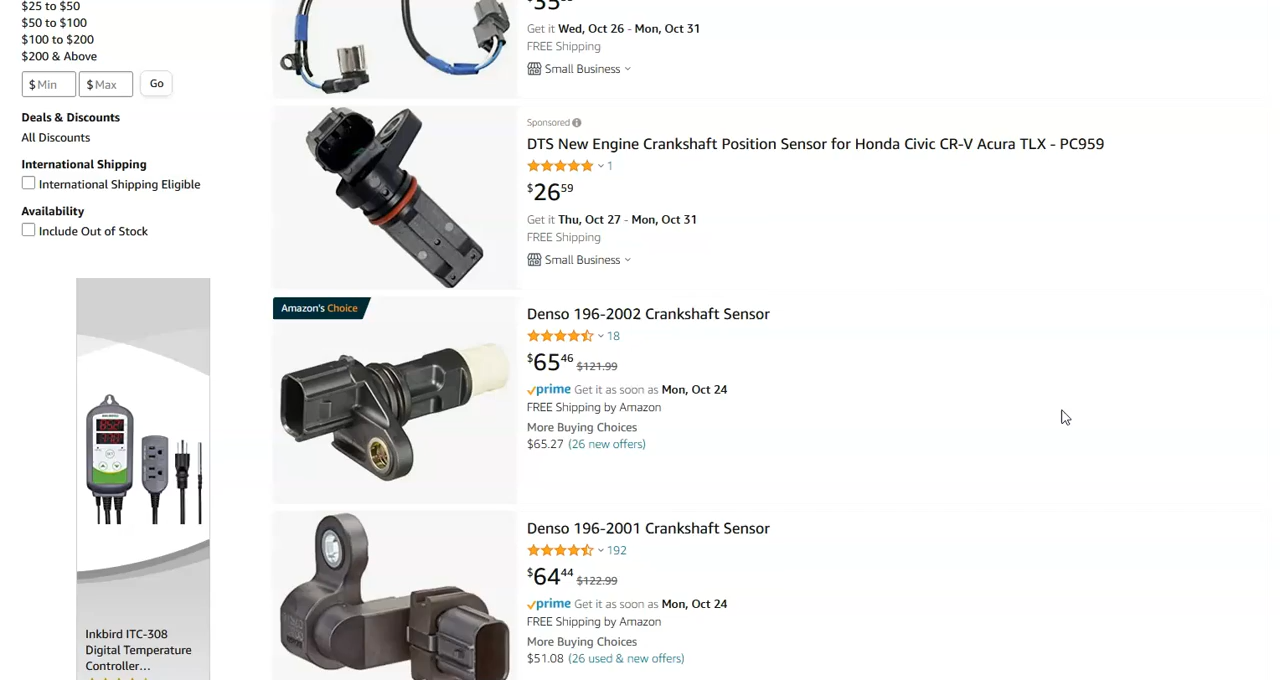 $25 to $50
$50 to $100
$100 to $200
$200 & Above
$ Min $ Max Go
Deals & Discounts
All Discounts
International Shipping
International Shipping Eligible
Availability
Include Out of Stock
Inkbird ITC-308
Digital Temperature
Controller…
Get it Wed, Oct 26 - Mon, Oct 31
FREE Shipping
Small Business
Sponsored
DTS New Engine Crankshaft Position Sensor for Honda Civic CR-V Acura TLX - PC959
1
$26 59
Get it Thu, Oct 27 - Mon, Oct 31
FREE Shipping
Small Business
Amazon's Choice
Denso 196-2002 Crankshaft Sensor
18
$65 46 $121.99
prime Get it as soon as Mon, Oct 24
FREE Shipping by Amazon
More Buying Choices
$65.27 (26 new offers)
Denso 196-2001 Crankshaft Sensor
192
$64 44 $122.99
prime Get it as soon as Mon, Oct 24
FREE Shipping by Amazon
More Buying Choices
$51.08 (26 used & new offers)